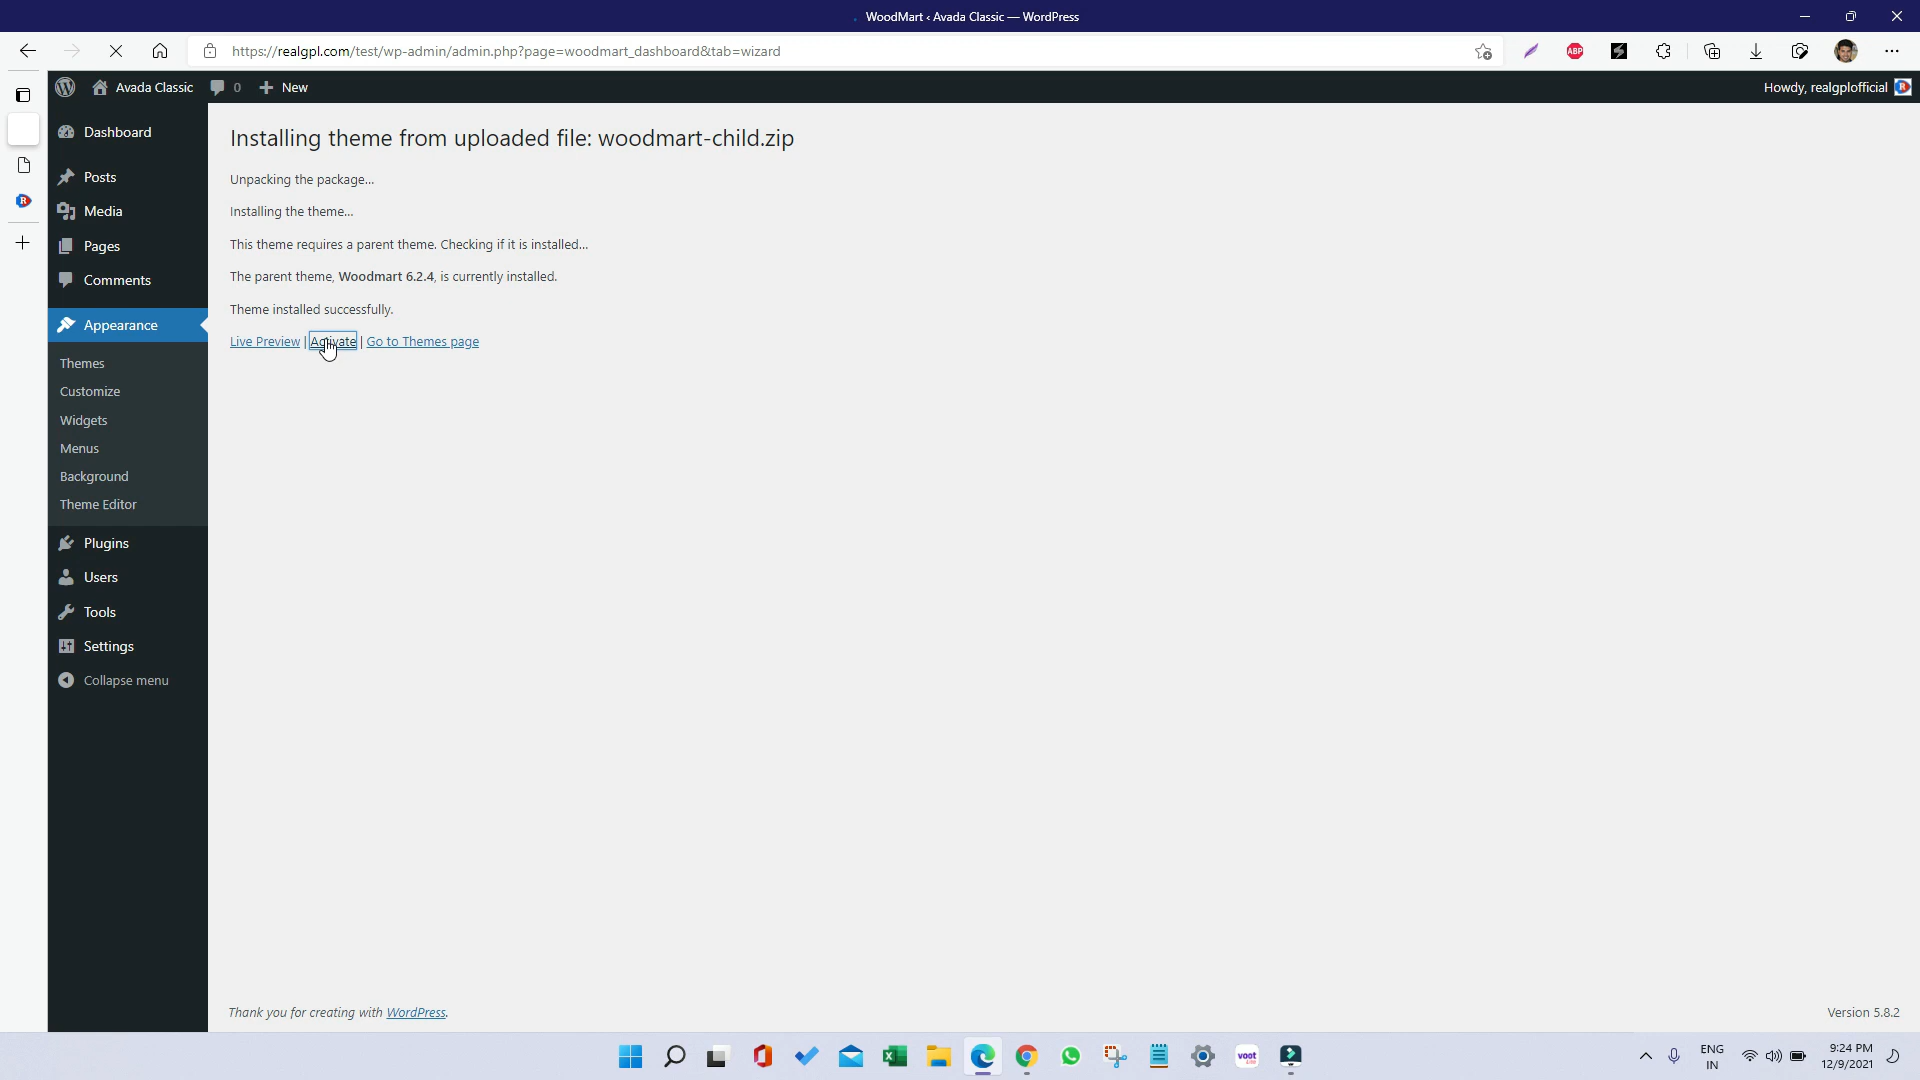 WoodMart ‹ Avada Classic — WordPress
https://realgpl.com/test/wp-admin/admin.php?page=woodmart_dashboard&tab=wizard
ABP
Avada Classic
0
New
Howdy, realgplofficial
R
R
Dashboard
Posts
Media
Pages
Comments
Appearance
Themes
Customize
Widgets
Menus
Background
Theme Editor
Plugins
Users
Tools
Settings
Collapse menu
Installing theme from uploaded file: woodmart-child.zip
Unpacking the package...
Installing the theme...
This theme requires a parent theme. Checking if it is installed...
The parent theme, Woodmart 6.2.4, is currently installed.
Theme installed successfully.
Live Preview | Activate | Go to Themes page
Thank you for creating with WordPress.
Version 5.8.2
voot
ENG
IN
9:24 PM
12/9/2021